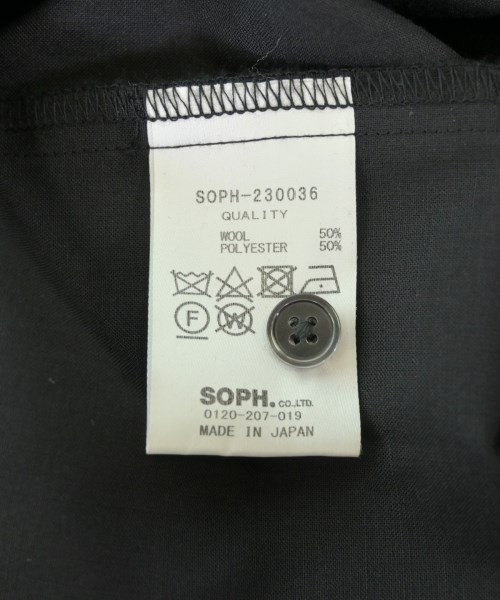 SOPH-230036
QUALITY
WOOL 50%
POLYESTER 50%
F
W
SOPH. CO.,LTD.
0120-207-019
MADE IN JAPAN